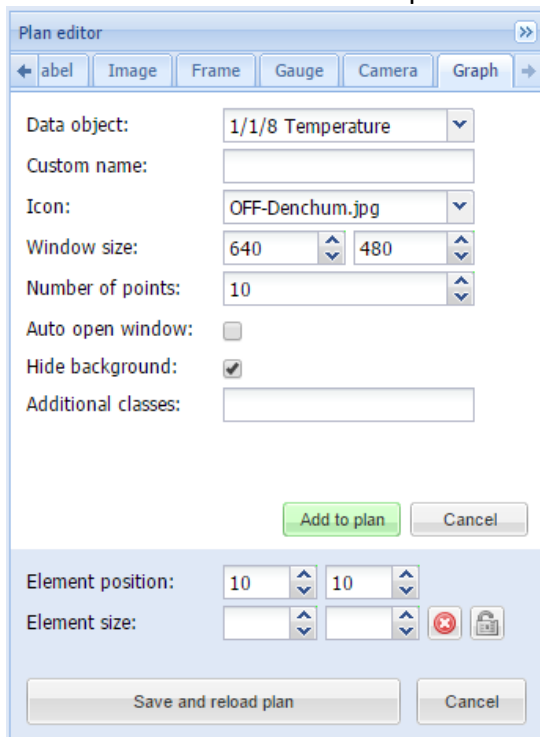 Plan editor
abel Image Frame Gauge Camera Graph
Data object: 1/1/8 Temperature
Custom name:
Icon: OFF-Denchum.jpg
Window size: 640 480
Number of points: 10
Auto open window:
Hide background:
Additional classes:
Add to plan Cancel
Element position: 10 10
Element size:
Save and reload plan Cancel